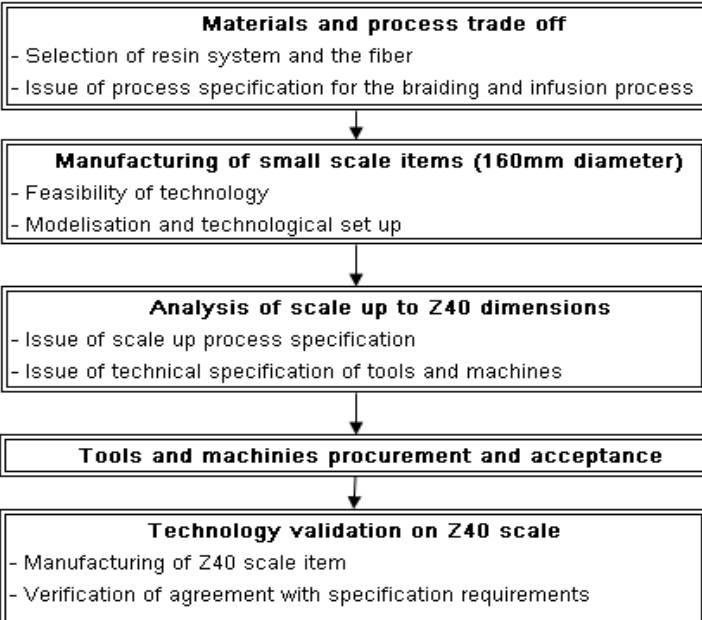 Materials and process trade off
- Selection of resin system and the fiber
- Issue of process specification for the braiding and infusion process
Manufacturing of small scale items (160mm diameter)
- Feasibility of technology
- Modelisation and technological set up
Analysis of scale up to Z40 dimensions
- Issue of scale up process specification
- Issue of technical specification of tools and machines
Tools and machinies procurement and acceptance
Technology validation on Z40 scale
- Manufacturing of Z40 scale item
- Verification of agreement with specification requirements